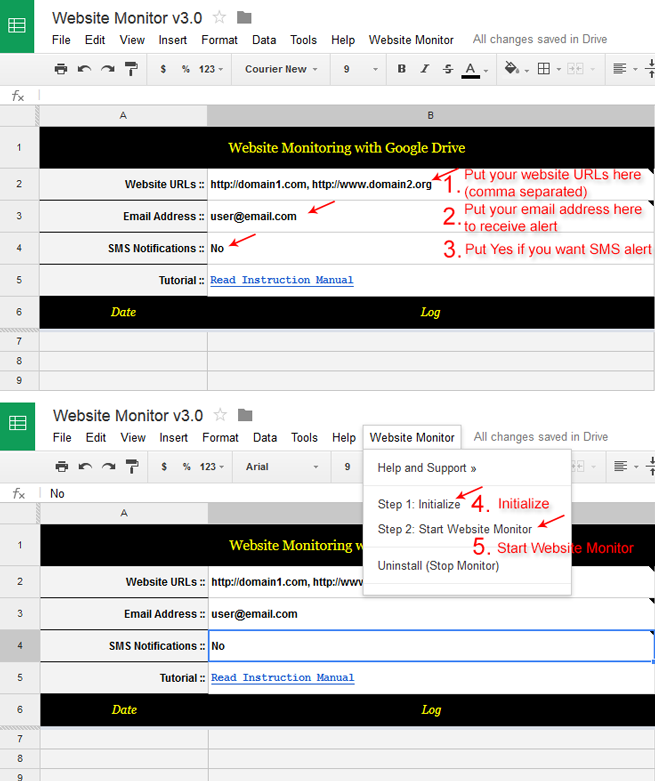 Website Monitor v3.0
File Edit View Insert Format Data Tools Help Website Monitor All changes saved in Drive
$ % 123 Courier New 9 B I S A
fx
A B
1 Website Monitoring with Google Drive
2 Website URLs :: http://domain1.com, http://www.domain2.org 1. Put your website URLs here
(comma separated)
3 Email Address :: user@email.com 2. Put your email address here
to receive alert
4 SMS Notifications :: No 3. Put Yes if you want SMS alert
5 Tutorial :: Read Instruction Manual
6 Date Log
7
8
9
Website Monitor v3.0
File Edit View Insert Format Data Tools Help Website Monitor All changes saved in Drive
$ % 123 Arial 9
Help and Support »
fx No
Step 1: Initialize 4. Initialize
A
Step 2: Start Website Monitor
1 Website Monitoring w 5. Start Website Monitor
Uninstall (Stop Monitor)
2 Website URLs :: http://domain1.com, http://www
3 Email Address :: user@email.com
4 SMS Notifications :: No
5 Tutorial :: Read Instruction Manual
6 Date Log
7
8
9